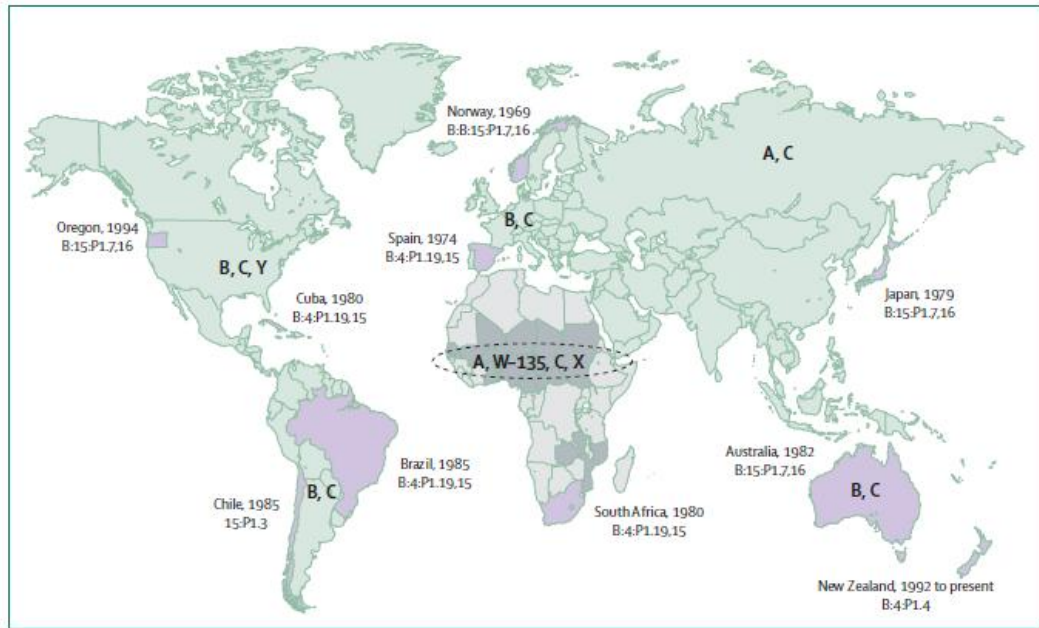 Norway, 1969
B:B:15:P1.7,16
A, C
Oregon, 1994
B:15:P1.7,16
B, C
Spain, 1974
B:4:P1.19,15
B, C, Y
Cuba, 1980
B:4:P1.19,15
Japan, 1979
B:15:P1.7,16
A, W–135, C, X
Brazil, 1985
B:4:P1.19,15
Australia, 1982
B:15:P1.7,16
B, C
Chile, 1985
15:P1.3
B, C
South Africa, 1980
B:4:P1.19,15
New Zealand, 1992 to present
B:4:P1.4